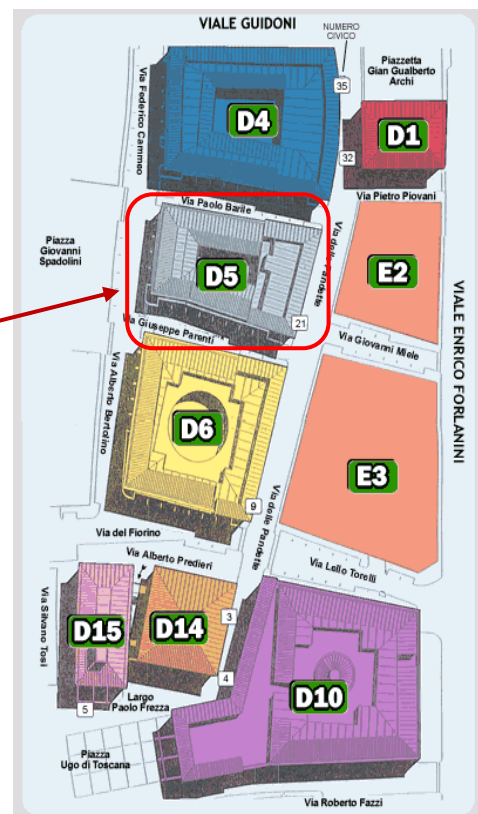 VIALE GUIDONI
NUMERO
CIVICO
Piazzetta
Gian Gualberto
Archi
Via Federico Cammeo
35
D4
D1
32
Via Pietro Piovani
Via Paolo Barile
Piazza
Giovanni
Spadolini
D5
Via delle Pandette
E2
21
Via Giuseppe Parenti
Via Giovanni Miele
VIALE ENRICO FORLANINI
Via Alberto Bertolino
D6
E3
9
Via delle Pandette
Via del Fiorino
Via Alberto Predieri
Via Lello Torelli
Via Silvano Tosi
D15
D14
3
4
D10
5
Largo
Paolo Frezza
Piazza
Ugo di Toscana
Via Roberto Fazzi